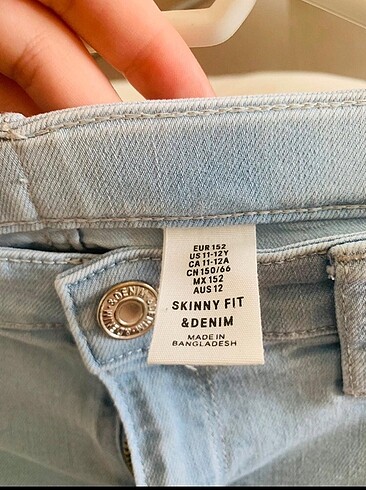 EUR 152
US 11-12Y
CA 11-12A
CN 150/66
MX 152
AUS 12
SKINNY FIT
&DENIM
MADE IN
BANGLADESH
&DENIM